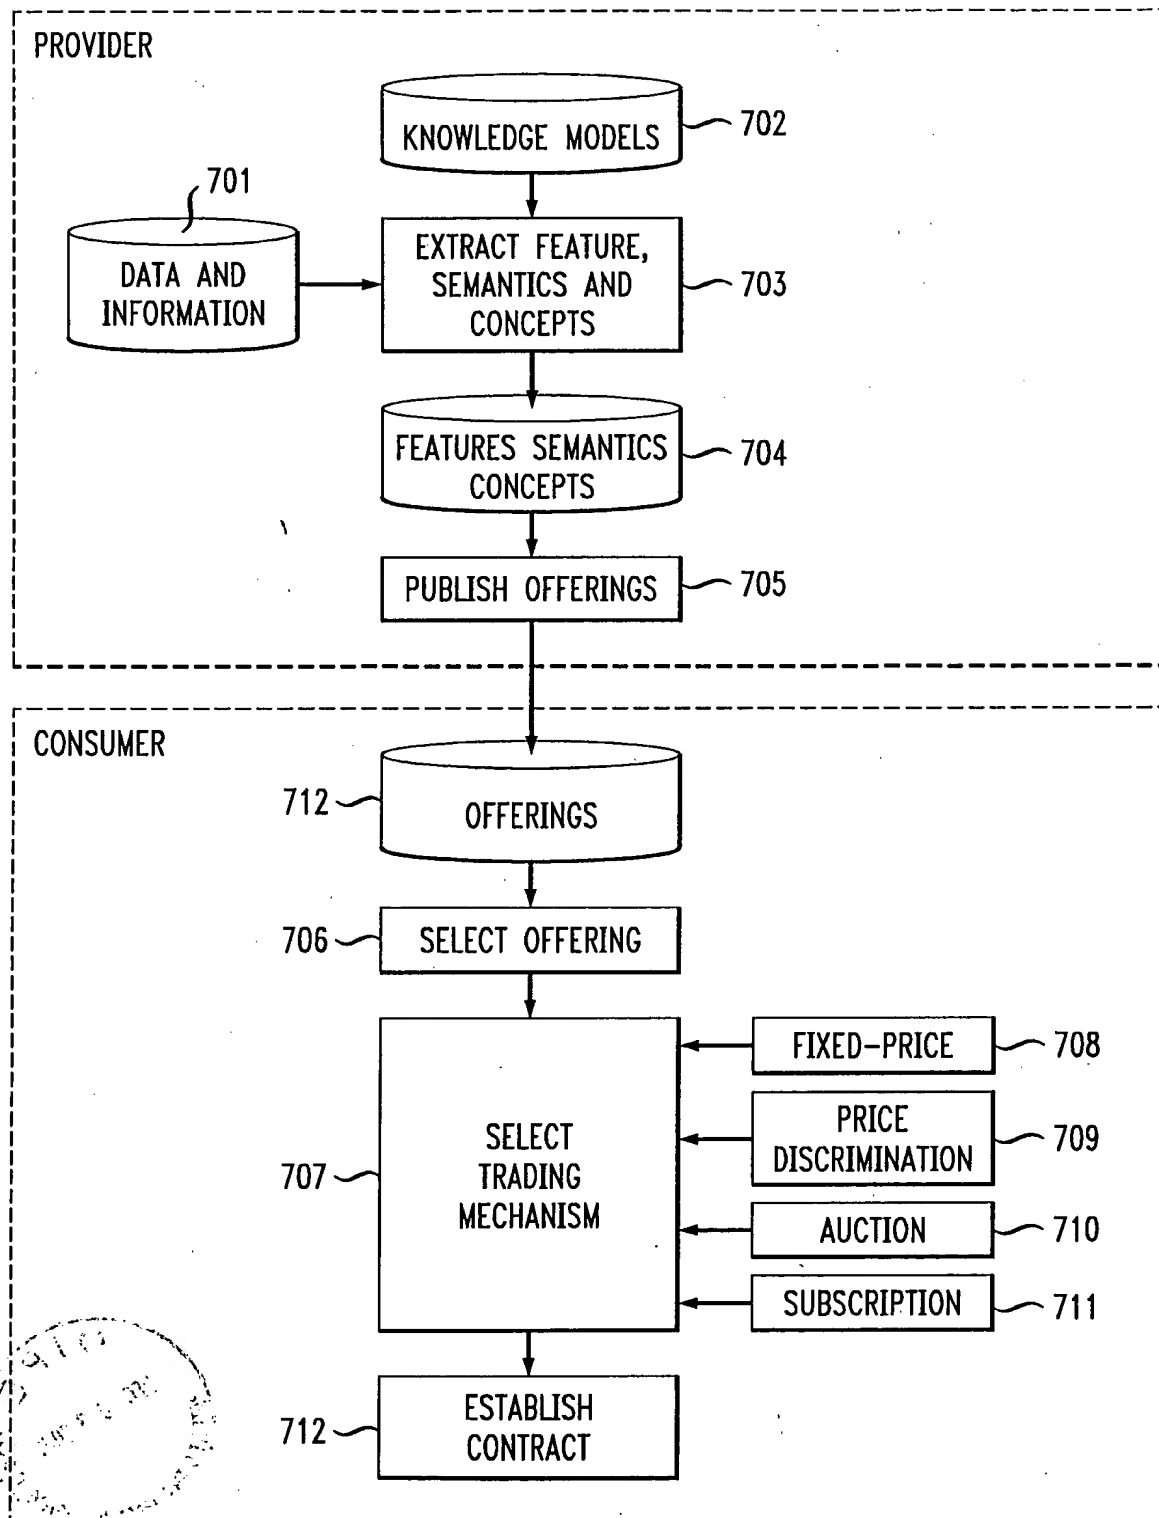 PROVIDER
KNOWLEDGE MODELS
702
701
DATA AND
INFORMATION
EXTRACT FEATURE,
SEMANTICS AND
CONCEPTS
703
FEATURES SEMANTICS
CONCEPTS
704
PUBLISH OFFERINGS
705
CONSUMER
712
OFFERINGS
706
SELECT OFFERING
707
SELECT
TRADING
MECHANISM
FIXED-PRICE
708
PRICE
DISCRIMINATION
709
AUCTION
710
SUBSCRIPTION
711
712
ESTABLISH
CONTRACT